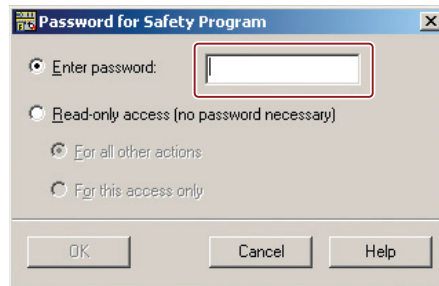 Password for Safety Program
Enter password:
Read-only access (no password necessary)
For all other actions
For this access only
OK Cancel Help